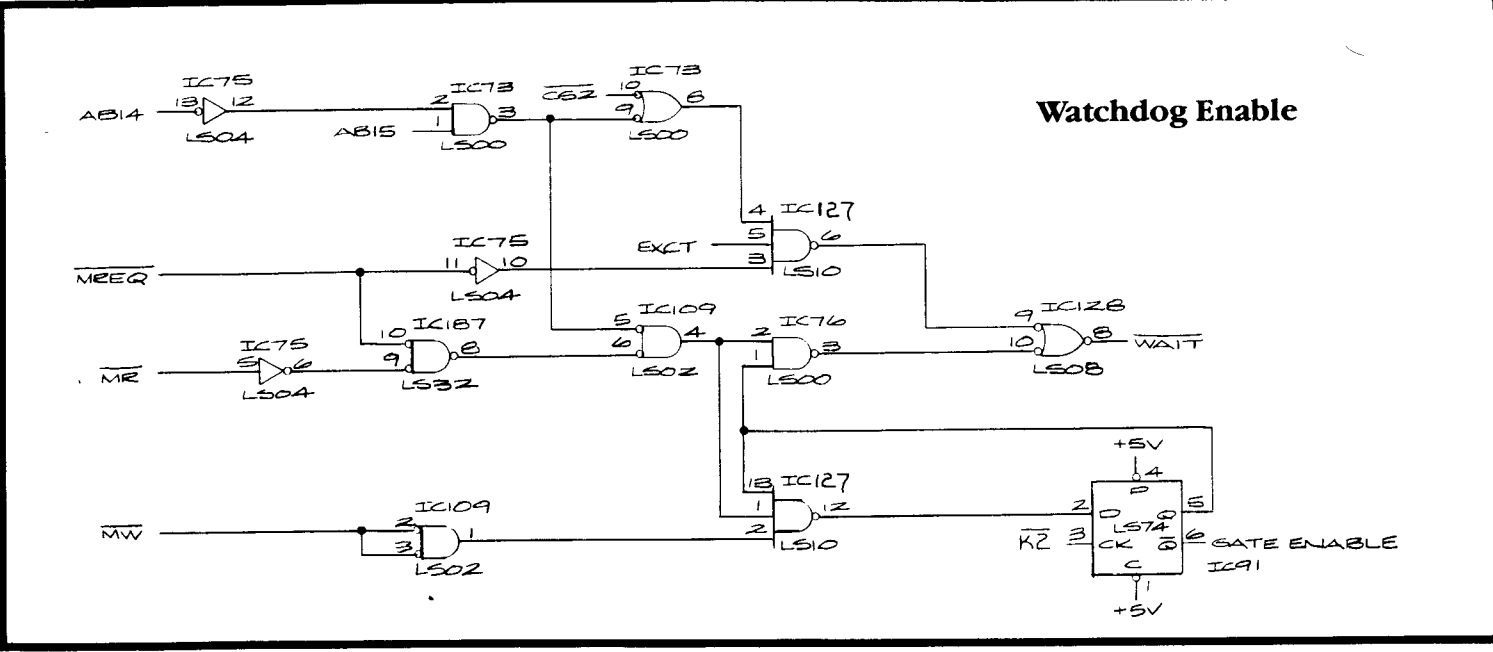 Watchdog Enable
IC75
13 12
AB14
LS04
IC73
2
1 3
AB15
LS00
IC73
CS2 10
9 8
LS00
IC127
4
EXCT 5 6
3
LS10
MREQ
IC75
11 10
LS04
IC187
10
9 8
LS32
IC75
MR 5 6
LS04
IC109
5
6 4
LS02
IC76
2
1 3
LS00
IC128
9
10 8
WAIT
LS08
MW
IC109
2
3 1
LS02
IC127
13
1 12
2
LS10
+5V
4
P
2 D Q 5
LS74
K2 3 CK Q 6 GATE ENABLE
IC91
C
1
+5V